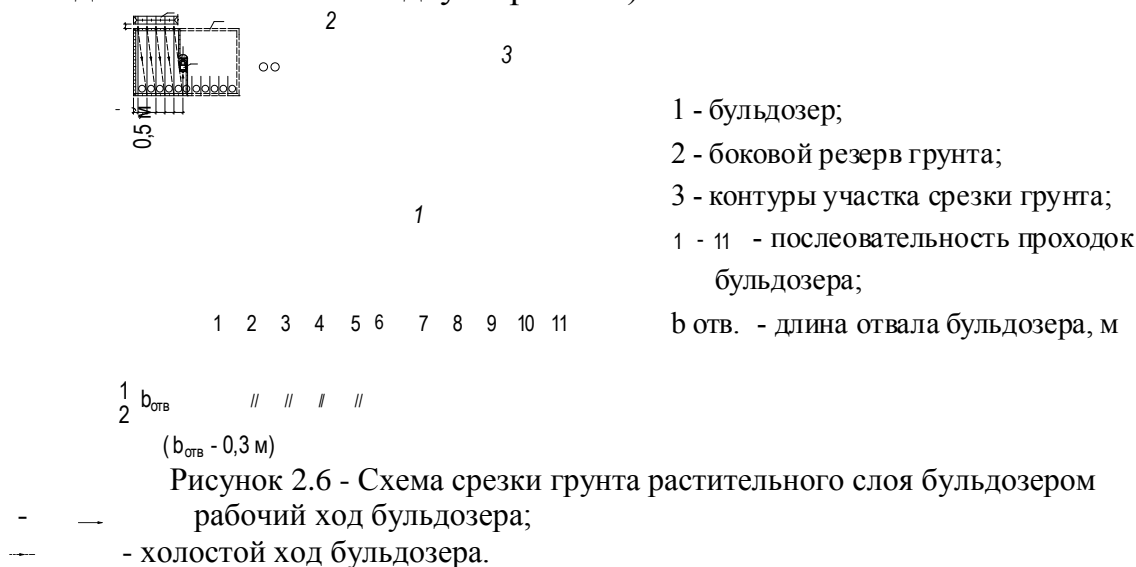 2
3
0,5 м
1 - бульдозер;
2 - боковой резерв грунта;
3 - контуры участка срезки грунта;
1
1 - 11 - послеовательность проходок
бульдозера;
1 2 3 4 5 6 7 8 9 10 11
b отв. - длина отвала бульдозера, м
1
2 bотв // // // //
( bотв - 0,3 м)
Рисунок 2.6 - Схема срезки грунта растительного слоя бульдозером
- рабочий ход бульдозера;
- холостой ход бульдозера.